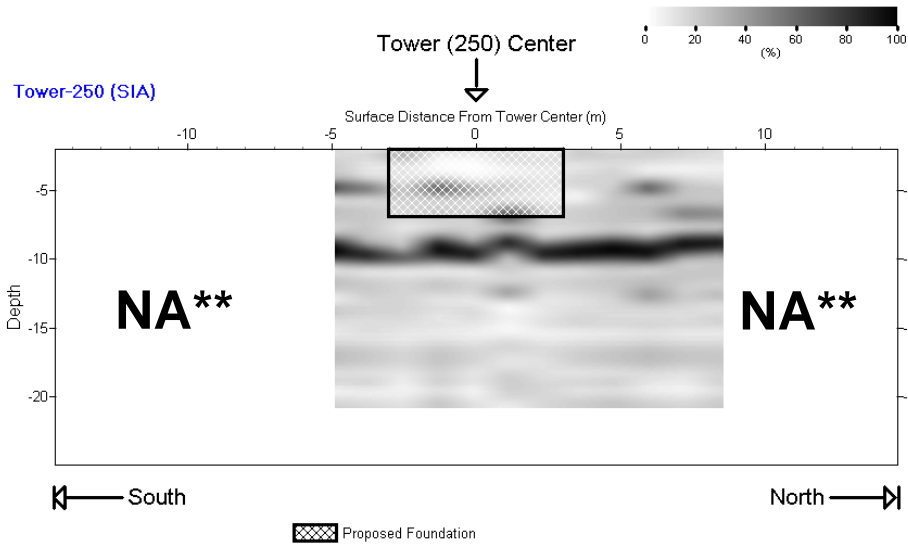 0 20 40 60 80 100
(%)
Tower (250) Center
Tower-250 (SIA)
Surface Distance From Tower Center (m)
-10 -5 0 5 10
-5
-10
-15
-20
Depth
NA** NA**
South North
Proposed Foundation